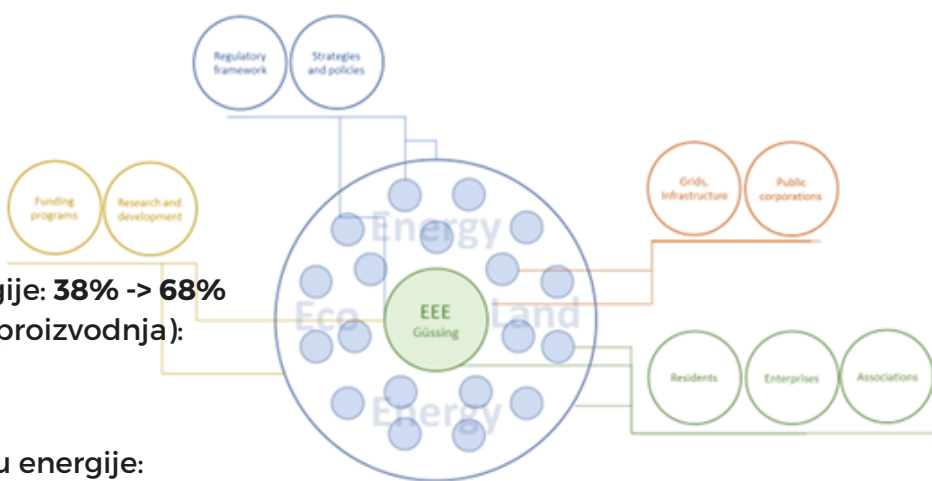 Regulatory
framework
Strategies
and policies
Funding
programs
Research and
development
Grids,
Infrastructure
Public
corporations
gije: 38% -> 68%
proizvodnja):
u energije:
Energy
Eco
Land
Energy
EEE
Güssing
Residents
Enterprises
Associations